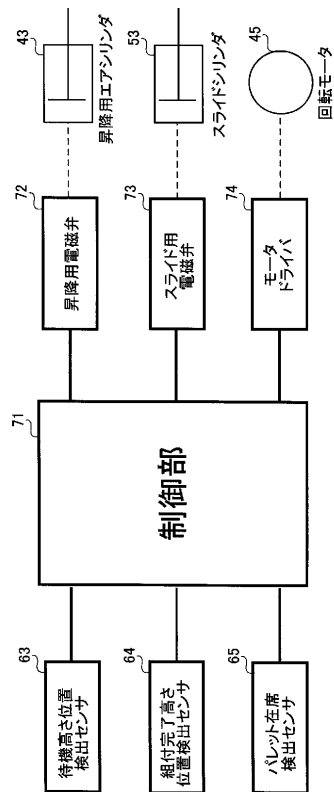 63
待機高さ位置
検出センサ
64
組付完了高さ
位置検出センサ
65
パレット在席
検出センサ
71
制御部
72
昇降用電磁弁
73
スライド用
電磁弁
74
モータ
ドライバ
43
昇降用エアシリンダ
53
スライドシリンダ
45
回転モータ